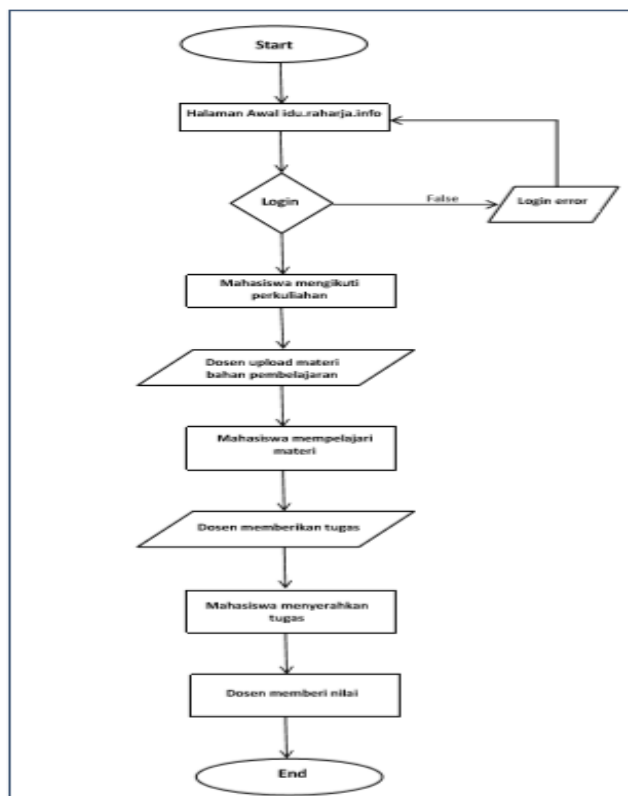 Start
Halaman Awal idu.raharja.info
Login
False
Login error
Mahasiswa mengikuti
perkuliahan
Dosen upload materi
bahan pembelajaran
Mahasiswa mempelajari
materi
Dosen memberikan tugas
Mahasiswa menyerahkan
tugas
Dosen memberi nilai
End